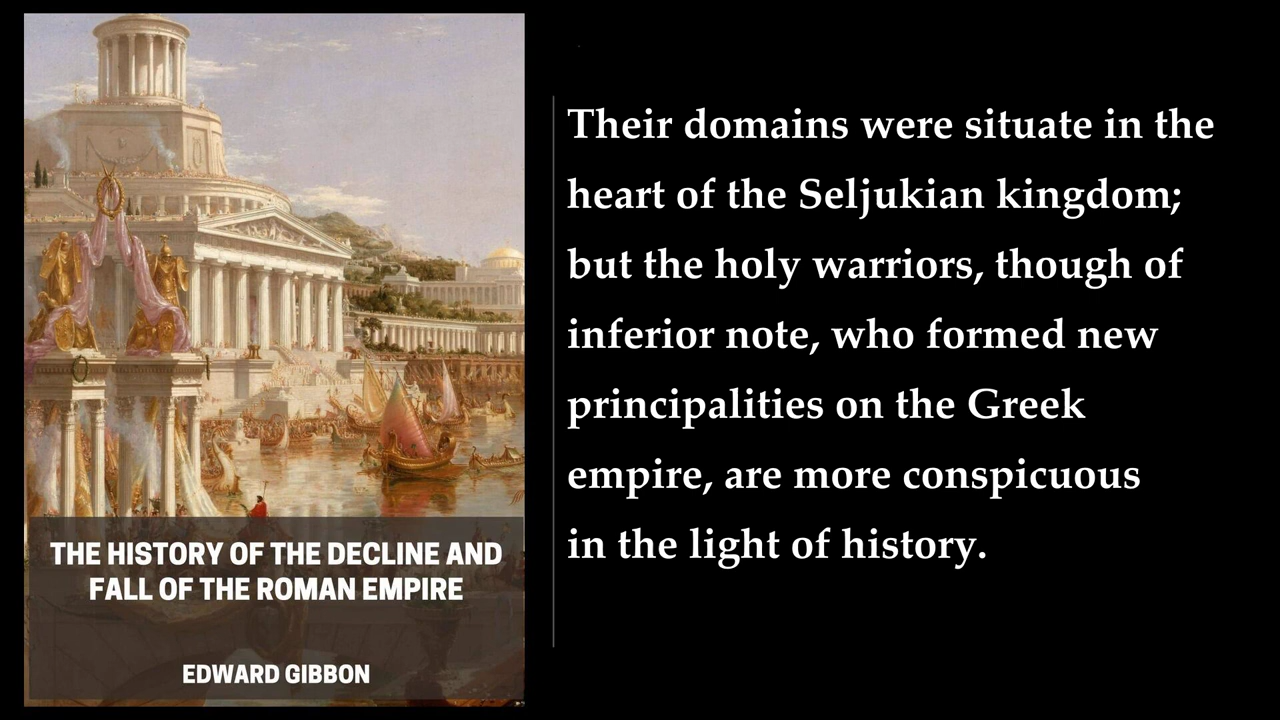 THE HISTORY OF THE DECLINE AND
FALL OF THE ROMAN EMPIRE
EDWARD GIBBON
Their domains were situate in the
heart of the Seljukian kingdom;
but the holy warriors, though of
inferior note, who formed new
principalities on the Greek
empire, are more conspicuous
in the light of history.